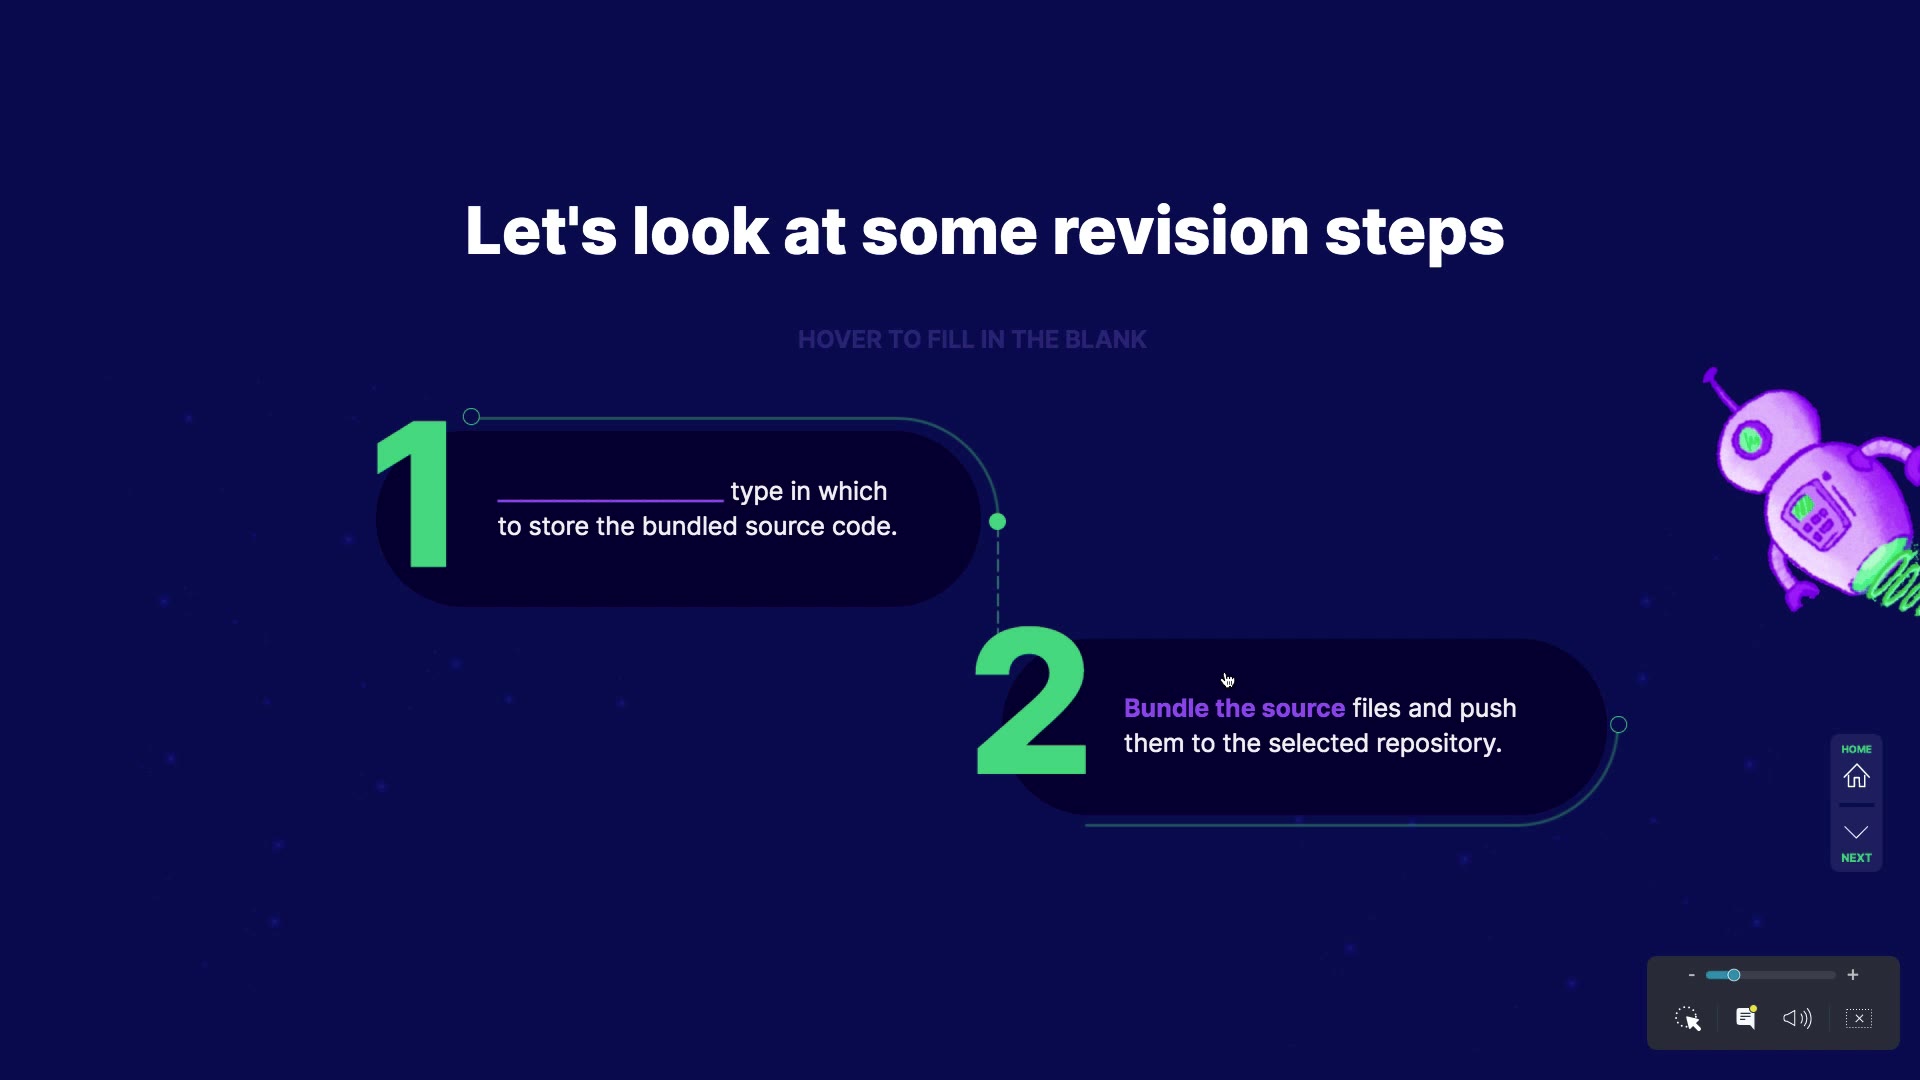 Let's look at some revision steps
HOVER TO FILL IN THE BLANK
1
_________________ type in which
to store the bundled source code.
2
Bundle the source files and push
them to the selected repository.
HOME
NEXT
- +